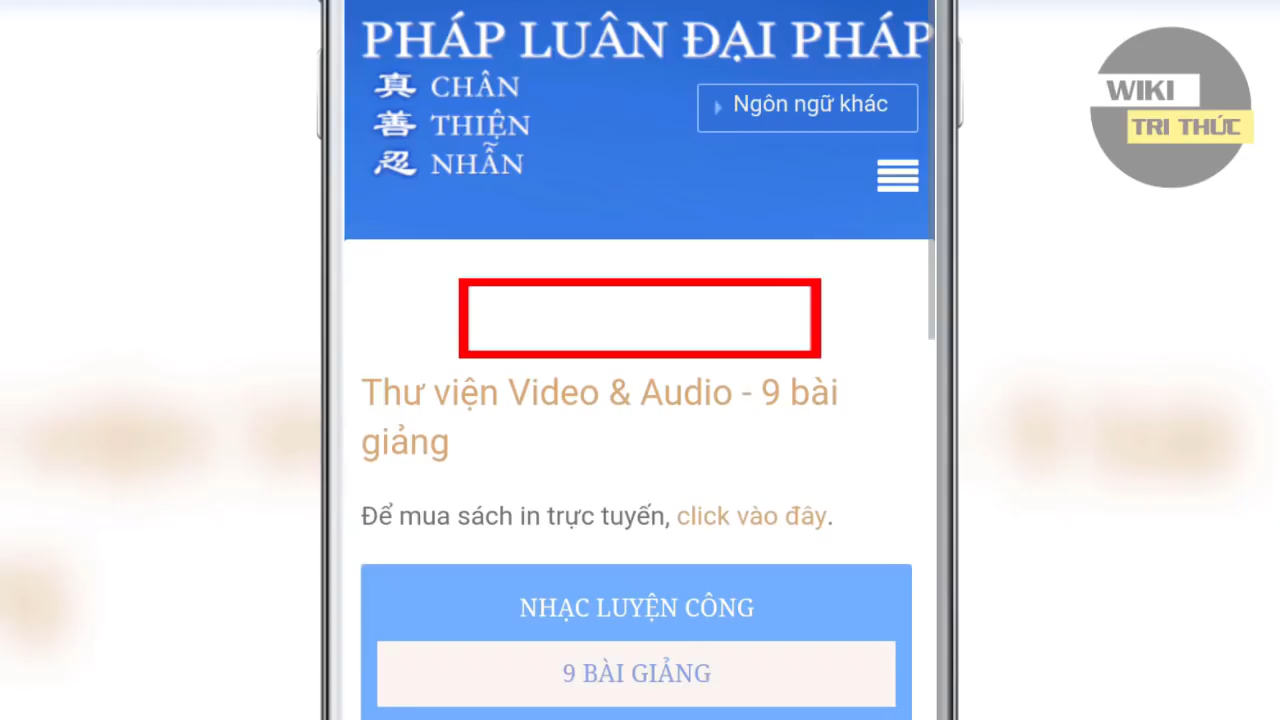 PHÁP LUÂN ĐẠI PHÁP
真 CHÂN
善 THIỆN
忍 NHẪN
Ngôn ngữ khác
WIKI
TRI THỨC
Thư viện Video & Audio - 9 bài
giảng
Để mua sách in trực tuyến, click vào đây.
NHẠC LUYỆN CÔNG
9 BÀI GIẢNG